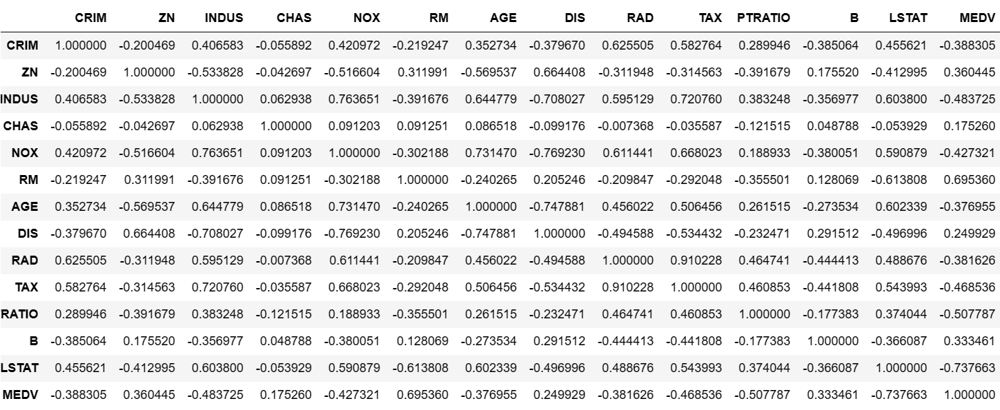 CRIM ZN INDUS CHAS NOX RM AGE DIS RAD TAX PTRATIO B LSTAT MEDV
CRIM 1.000000 -0.200469 0.406583 -0.055892 0.420972 -0.219247 0.352734 -0.379670 0.625505 0.582764 0.289946 -0.385064 0.455621 -0.388305
ZN -0.200469 1.000000 -0.533828 -0.042697 -0.516604 0.311991 -0.569537 0.664408 -0.311948 -0.314563 -0.391679 0.175520 -0.412995 0.360445
INDUS 0.406583 -0.533828 1.000000 0.062938 0.763651 -0.391676 0.644779 -0.708027 0.595129 0.720760 0.383248 -0.356977 0.603800 -0.483725
CHAS -0.055892 -0.042697 0.062938 1.000000 0.091203 0.091251 0.086518 -0.099176 -0.007368 -0.035587 -0.121515 0.048788 -0.053929 0.175260
NOX 0.420972 -0.516604 0.763651 0.091203 1.000000 -0.302188 0.731470 -0.769230 0.611441 0.668023 0.188933 -0.380051 0.590879 -0.427321
RM -0.219247 0.311991 -0.391676 0.091251 -0.302188 1.000000 -0.240265 0.205246 -0.209847 -0.292048 -0.355501 0.128069 -0.613808 0.695360
AGE 0.352734 -0.569537 0.644779 0.086518 0.731470 -0.240265 1.000000 -0.747881 0.456022 0.506456 0.261515 -0.273534 0.602339 -0.376955
DIS -0.379670 0.664408 -0.708027 -0.099176 -0.769230 0.205246 -0.747881 1.000000 -0.494588 -0.534432 -0.232471 0.291512 -0.496996 0.249929
RAD 0.625505 -0.311948 0.595129 -0.007368 0.611441 -0.209847 0.456022 -0.494588 1.000000 0.910228 0.464741 -0.444413 0.488676 -0.381626
TAX 0.582764 -0.314563 0.720760 -0.035587 0.668023 -0.292048 0.506456 -0.534432 0.910228 1.000000 0.460853 -0.441808 0.543993 -0.468536
RATIO 0.289946 -0.391679 0.383248 -0.121515 0.188933 -0.355501 0.261515 -0.232471 0.464741 0.460853 1.000000 -0.177383 0.374044 -0.507787
B -0.385064 0.175520 -0.356977 0.048788 -0.380051 0.128069 -0.273534 0.291512 -0.444413 -0.441808 -0.177383 1.000000 -0.366087 0.333461
LSTAT 0.455621 -0.412995 0.603800 -0.053929 0.590879 -0.613808 0.602339 -0.496996 0.488676 0.543993 0.374044 -0.366087 1.000000 -0.737663
MEDV -0.388305 0.360445 -0.483725 0.175260 -0.427321 0.695360 -0.376955 0.249929 -0.381626 -0.468536 -0.507787 0.333461 -0.737663 1.000000